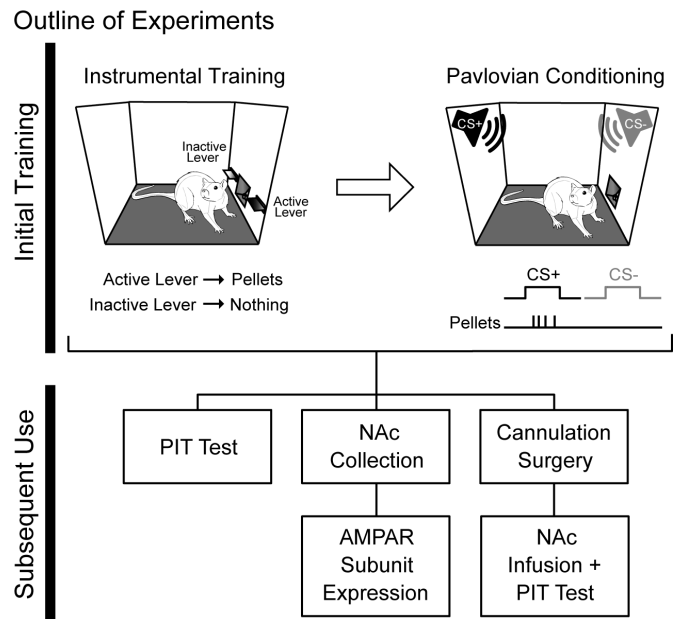 Outline of Experiments
Initial Training
Instrumental Training
Inactive
Lever
Active
Lever
Active Lever → Pellets
Inactive Lever → Nothing
Pavlovian Conditioning
CS+
CS-
CS+
CS-
Pellets
Subsequent Use
PIT Test
NAc
Collection
Cannulation
Surgery
AMPAR
Subunit
Expression
NAc
Infusion +
PIT Test